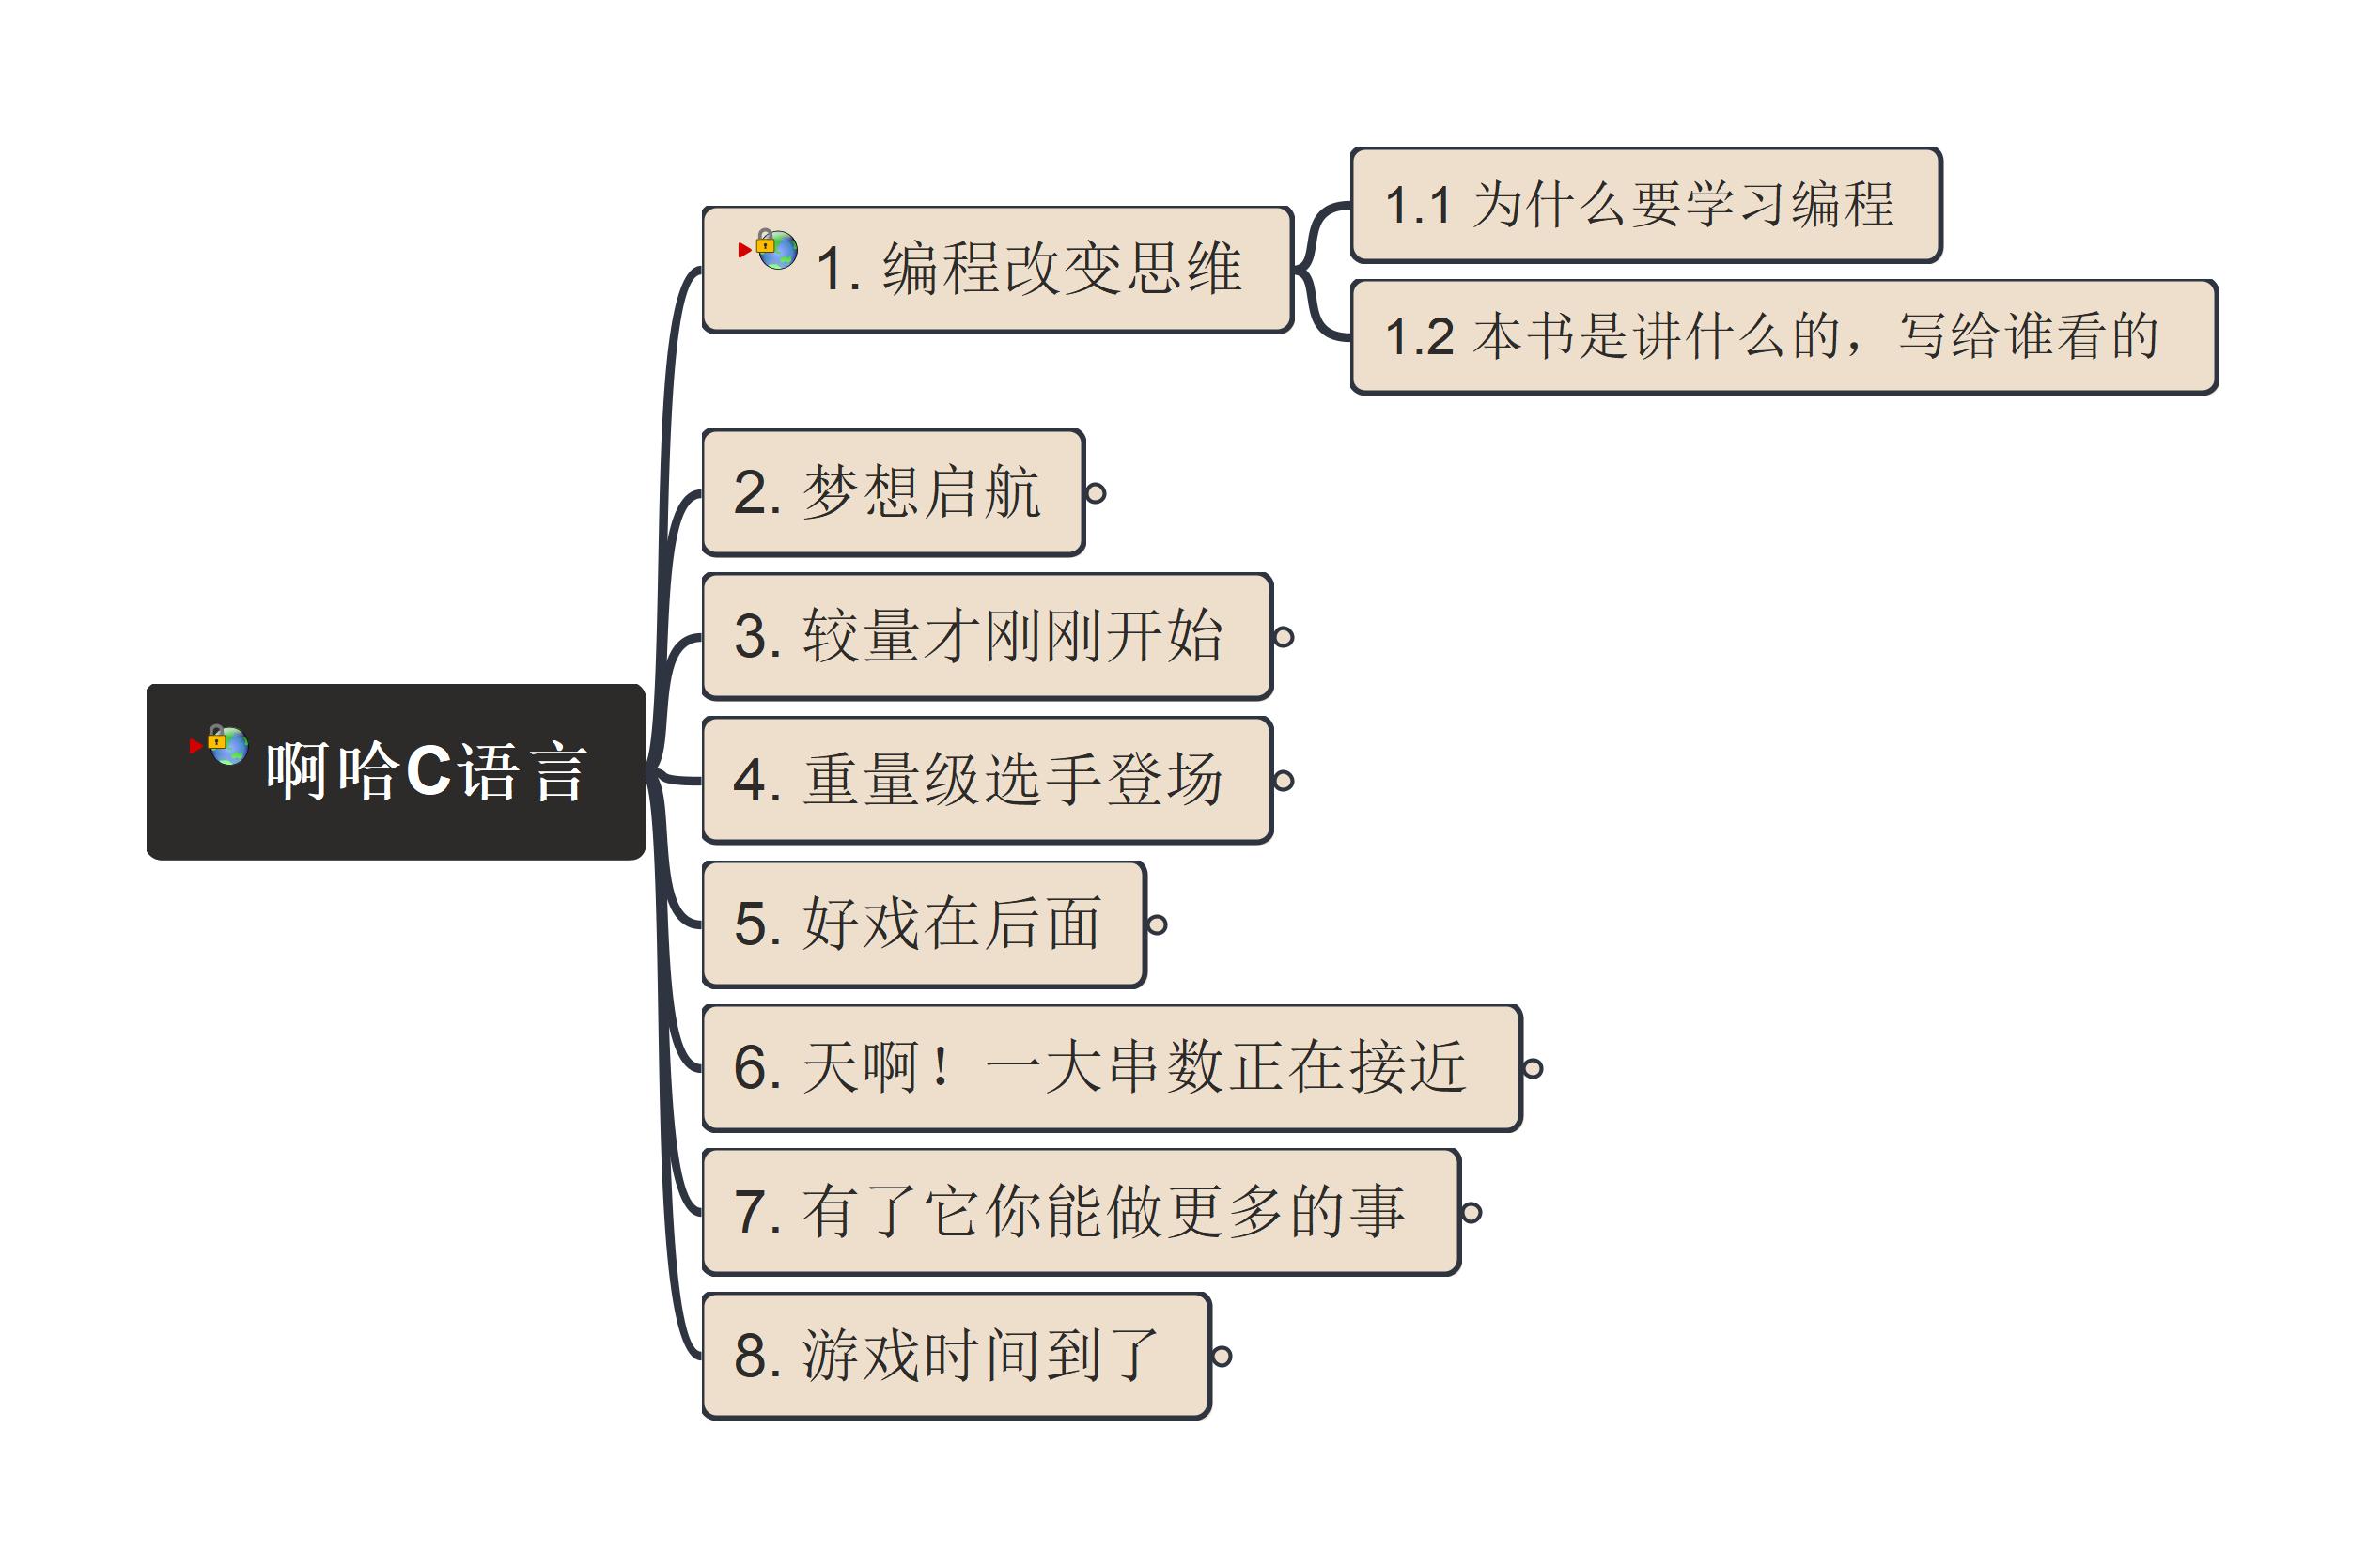 啊哈C语言
1. 编程改变思维
1.1 为什么要学习编程
1.2 本书是讲什么的，写给谁看的
2. 梦想启航
3. 较量才刚刚开始
4. 重量级选手登场
5. 好戏在后面
6. 天啊！一大串数正在接近
7. 有了它你能做更多的事
8. 游戏时间到了